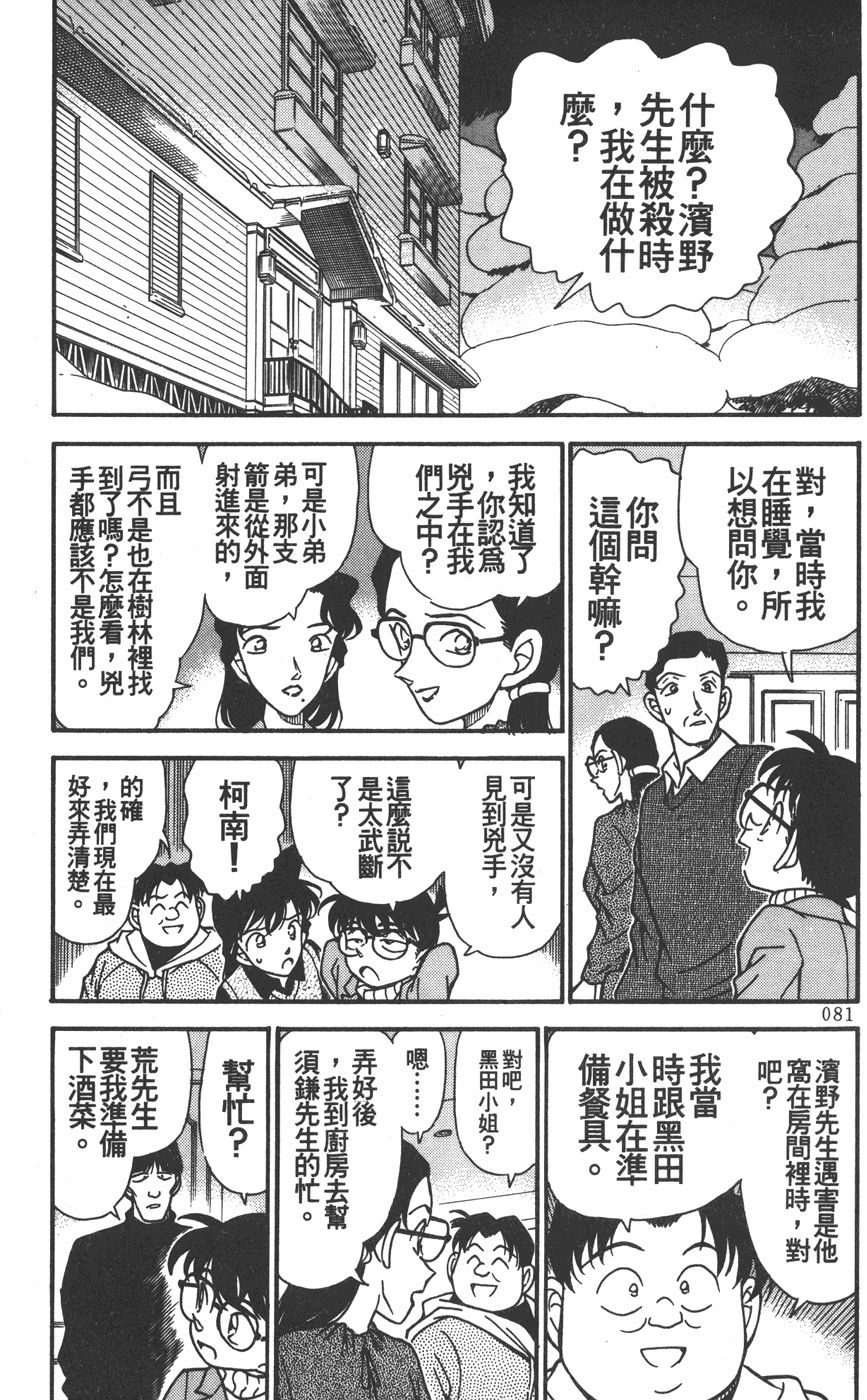 什麼？濱野
先生被殺時
，我在做什
麼？
對，當時我
在睡覺，所
以想問你。
你問
這個幹嘛？
我知道了
，你認爲
兇手在我
們之中？
可是小弟
弟，那支
箭是從外面
射進來的，
而且
弓不是也在樹林裡找
到了嗎？怎麼看，兇
手都應該不是我們。
可是又沒有人
見到兇手，
這麼説不
是太武斷
了？
柯南！
的確
，我們現在最
好來弄清楚。
081
濱野先生遇害是他
窩在房間裡時，對
吧？
我當
時跟黑田
小姐在準
備餐具。
對吧，
黑田小姐？
嗯……
弄好後
，我到廚房去幫
須鎌先生的忙。
幫忙？
荒先生
要我準備
下酒菜。